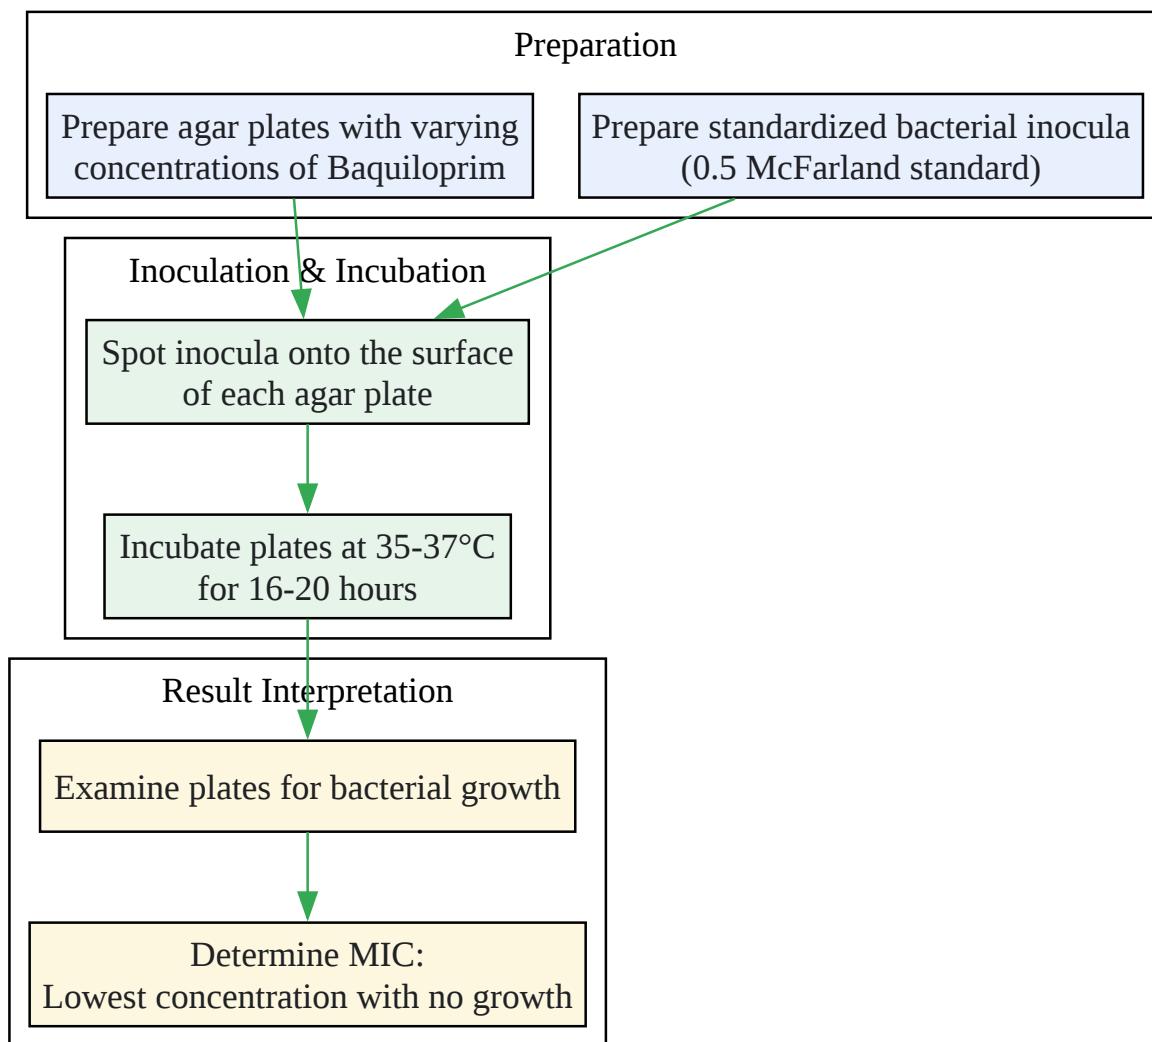 Preparation
Prepare agar plates with varying
concentrations of Baquiloprim
Prepare standardized bacterial inocula
(0.5 McFarland standard)
Inoculation & Incubation
Spot inocula onto the surface
of each agar plate
Incubate plates at 35-37°C
for 16-20 hours
Result Interpretation
Examine plates for bacterial growth
Determine MIC:
Lowest concentration with no growth